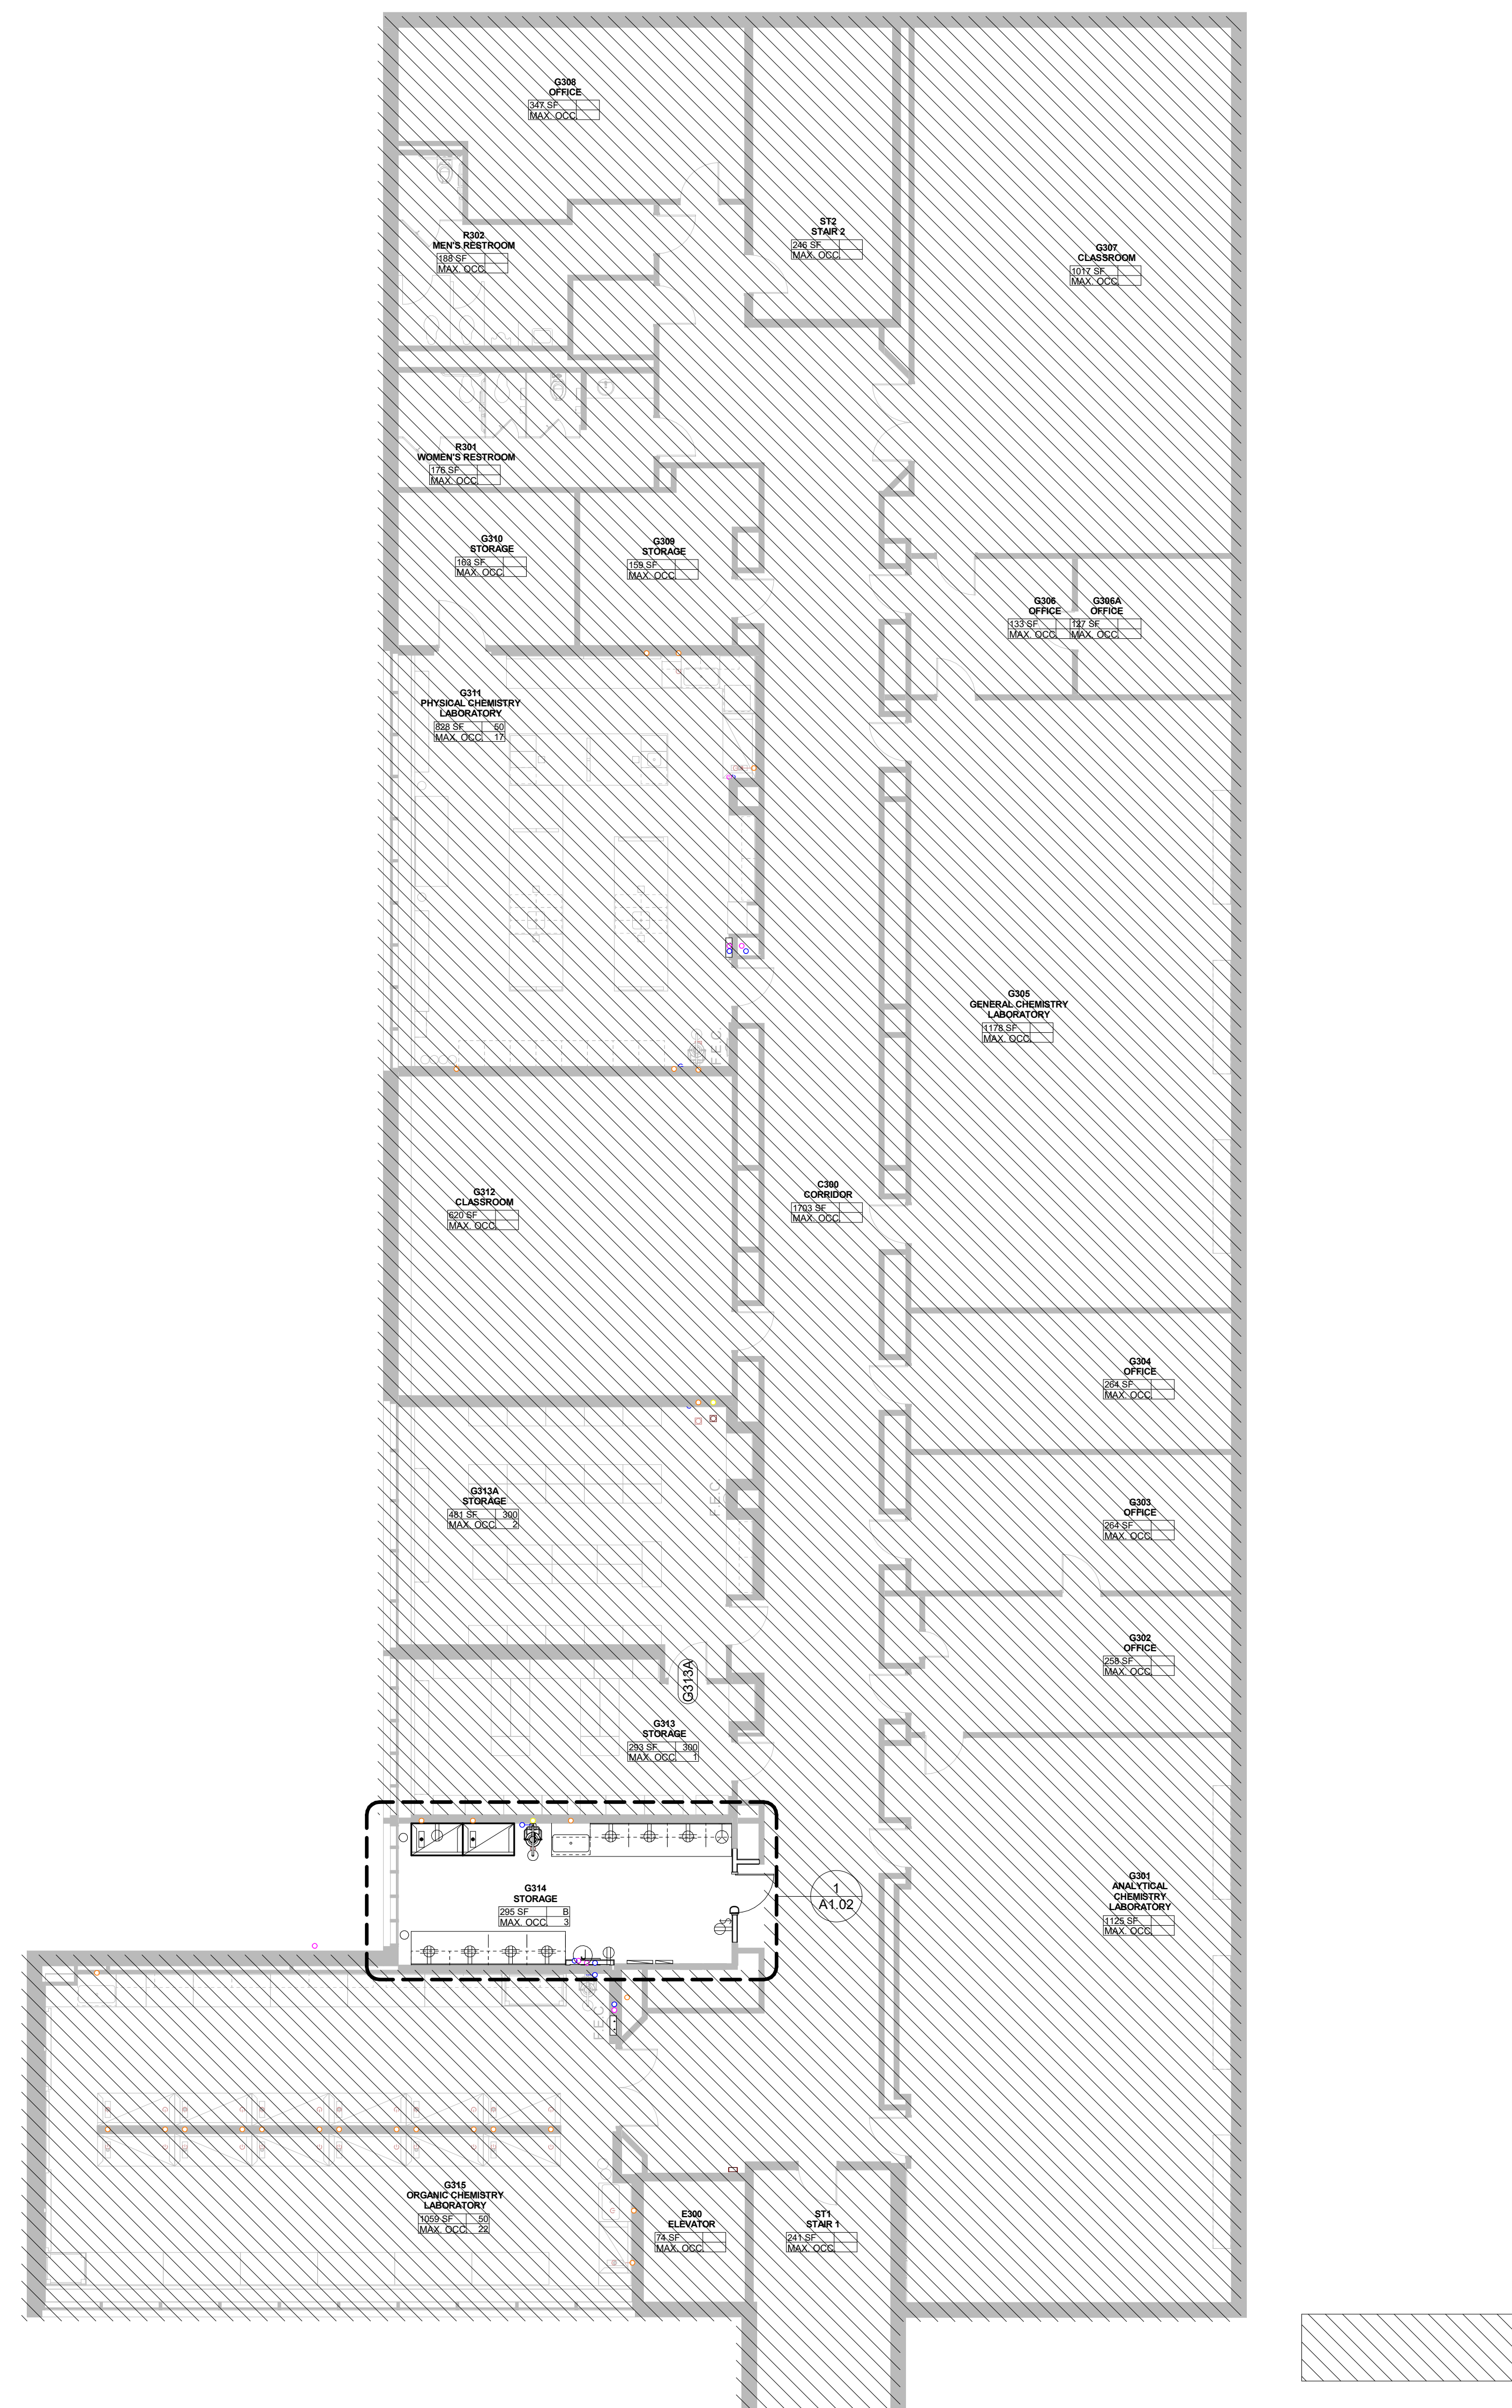 G308
OFFICE
347 SF
MAX. OCC.
ST2
STAIR 2
246 SF
MAX. OCC.
R302
MEN'S RESTROOM
188 SF
MAX. OCC.
G307
CLASSROOM
1017 SF
MAX. OCC.
R301
WOMEN'S RESTROOM
176 SF
MAX. OCC.
G310
STORAGE
163 SF
MAX. OCC.
G309
STORAGE
159 SF
MAX. OCC.
G306
OFFICE
133 SF
MAX. OCC.
G306A
OFFICE
127 SF
MAX. OCC.
G311
PHYSICAL CHEMISTRY
LABORATORY
828 SF 50
MAX. OCC. 17
G305
GENERAL CHEMISTRY
LABORATORY
1178 SF
MAX. OCC.
F.E.C.
G312
CLASSROOM
620 SF
MAX. OCC.
C300
CORRIDOR
1703 SF
MAX. OCC.
G304
OFFICE
264 SF
MAX. OCC.
G313A
STORAGE
481 SF 300
MAX. OCC. 2
F.E.C.
G303
OFFICE
264 SF
MAX. OCC.
G302
OFFICE
258 SF
MAX. OCC.
G313A
G313
STORAGE
293 SF 300
MAX. OCC. 1
G314
STORAGE
295 SF B
MAX. OCC. 3
1
A1.02
G301
ANALYTICAL
CHEMISTRY
LABORATORY
1125 SF
MAX. OCC.
F.E.C.
G315
ORGANIC CHEMISTRY
LABORATORY
1059 SF 50
MAX. OCC. 22
E300
ELEVATOR
74 SF
MAX. OCC.
ST1
STAIR 1
241 SF
MAX. OCC.